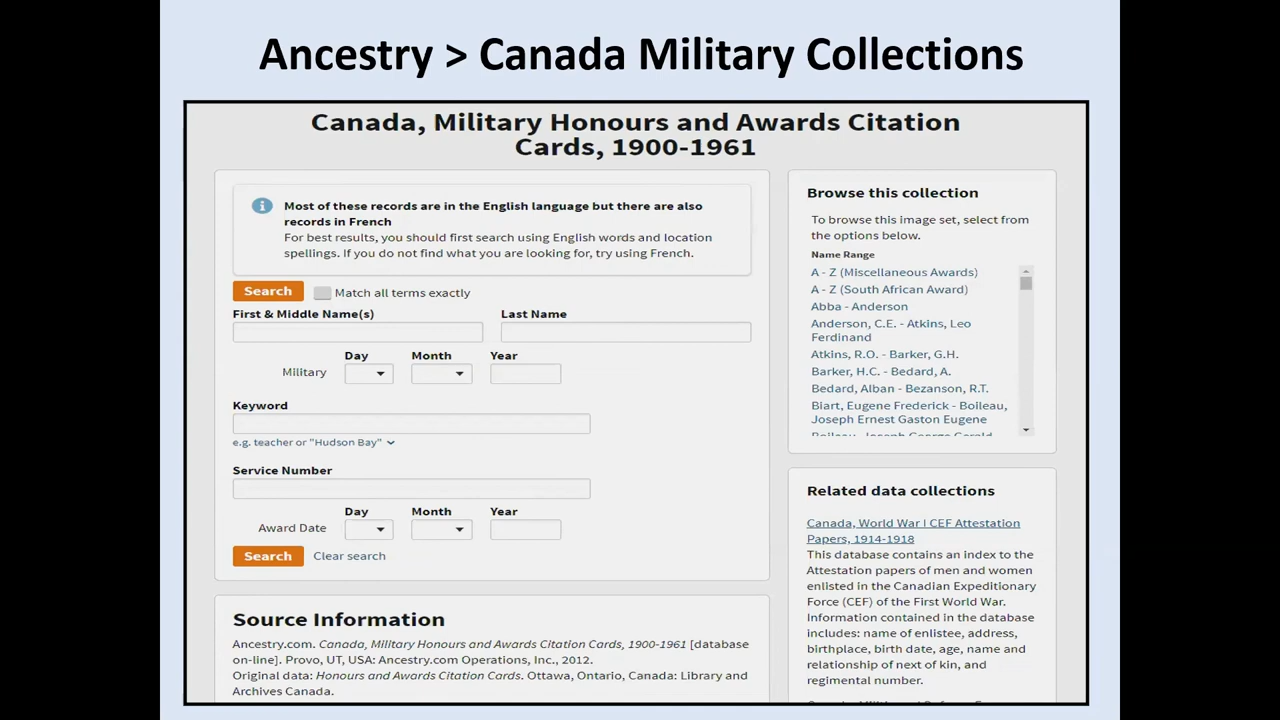 Ancestry > Canada Military Collections
Canada, Military Honours and Awards Citation
Cards, 1900-1961
Most of these records are in the English language but there are also
records in French
For best results, you should first search using English words and location
spellings. If you do not find what you are looking for, try using French.
Search
Match all terms exactly
First & Middle Name(s)
Last Name
Day
Month
Year
Military
Keyword
e.g. teacher or "Hudson Bay"
Service Number
Day
Month
Year
Award Date
Search
Clear search
Source Information
Ancestry.com. Canada, Military Honours and Awards Citation Cards, 1900-1961 [database
on-line]. Provo, UT, USA: Ancestry.com Operations, Inc., 2012.
Original data: Honours and Awards Citation Cards. Ottawa, Ontario, Canada: Library and
Archives Canada.
Browse this collection
To browse this image set, select from
the options below.
Name Range
A - Z (Miscellaneous Awards)
A - Z (South African Award)
Abba - Anderson
Anderson, C.E. - Atkins, Leo
Ferdinand
Atkins, R.O. - Barker, G.H.
Barker, H.C. - Bedard, A.
Bedard, Alban - Bezanson, R.T.
Biart, Eugene Frederick - Boileau,
Joseph Ernest Gaston Eugene
Boileau, Joseph George Gerald
Related data collections
Canada, World War I CEF Attestation
Papers, 1914-1918
This database contains an index to the
Attestation papers of men and women
enlisted in the Canadian Expeditionary
Force (CEF) of the First World War.
Information contained in the database
includes: name of enlistee, address,
birthplace, birth date, age, name and
relationship of next of kin, and
regimental number.